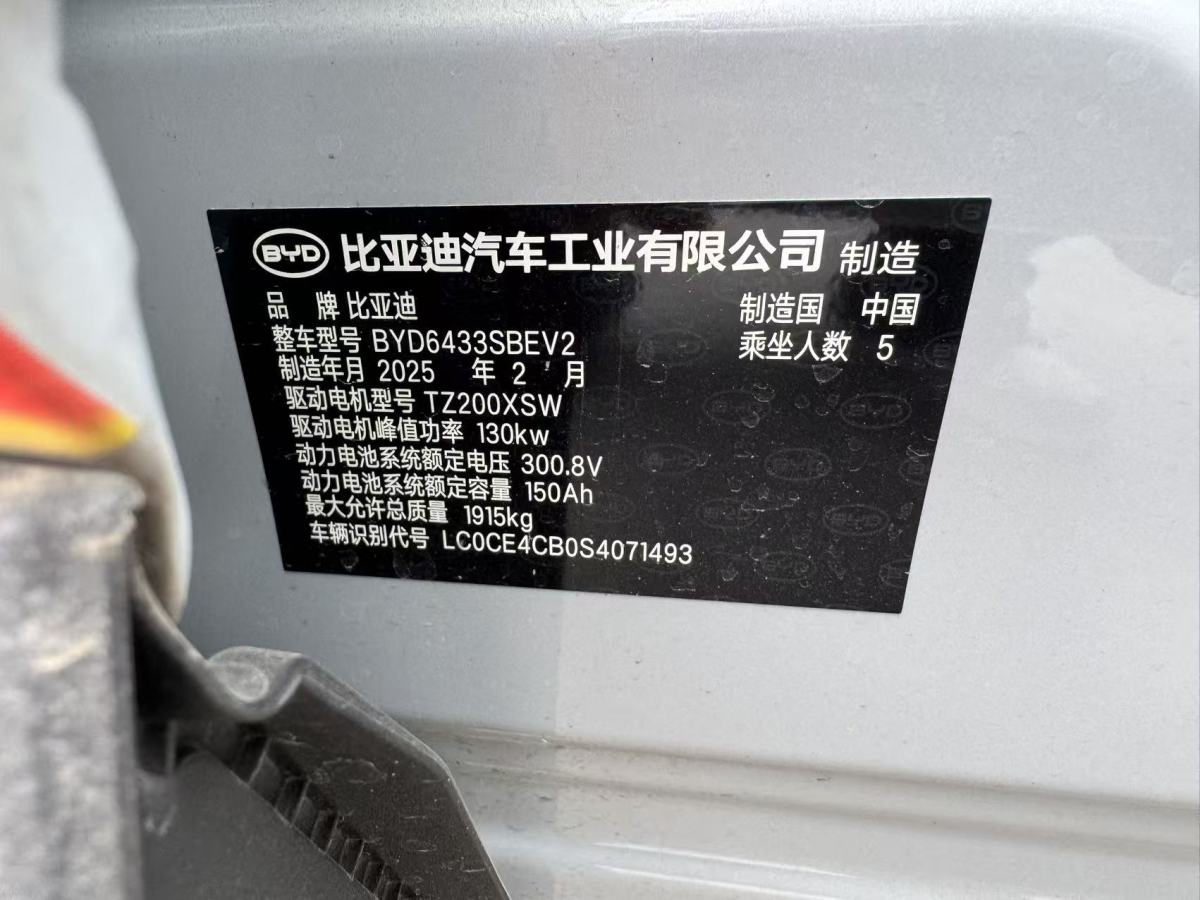 BYD 比亚迪汽车工业有限公司 制造
品 牌 比亚迪 制造国 中国
整车型号 BYD6433SBEV2 乘坐人数 5
制造年月 2025 年 2 月
驱动电机型号 TZ200XSW
驱动电机峰值功率 130kw
动力电池系统额定电压 300.8V
动力电池系统额定容量 150Ah
最大允许总质量 1915kg
车辆识别代号 LC0CE4CB0S4071493